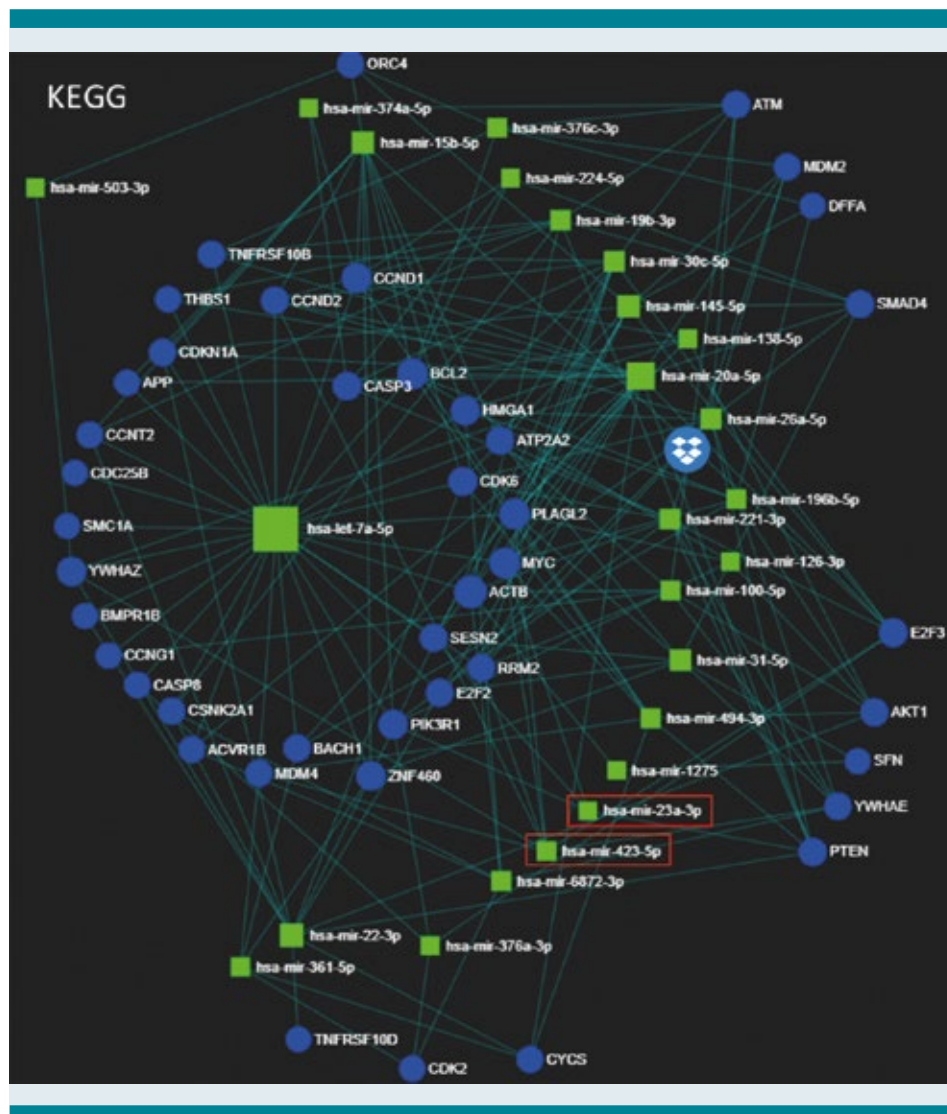 ORC4
KEGG
hsa-mir-374a-5p
ATM
hsa-mir-376c-3p
hsa-mir-15b-5p
MDM2
hsa-mir-224-5p
hsa-mir-503-3p
DFFA
hsa-mir-19b-3p
TNFRSF10B
hsa-mir-30c-5p
CCND1
THBS1
CCND2
SMAD4
hsa-mir-145-5p
hsa-mir-138-5p
CDKN1A
BCL2
hsa-mir-20a-5p
APP
CASP3
HMGA1
hsa-mir-26a-5p
CCNT2
ATP2A2
CDC25B
CDK6
hsa-mir-196b-5p
PLAGL2
hsa-mir-221-3p
SMC1A
hsa-let-7a-5p
MYC
hsa-mir-126-3p
YWHAZ
ACTB
hsa-mir-100-5p
BMPR1B
E2F3
SESN2
CCNG1
hsa-mir-31-5p
RRM2
CASP8
E2F2
CSNK2A1
AKT1
hsa-mir-494-3p
PIK3R1
ACVR1B
BACH1
SFN
MDM4
ZNF460
hsa-mir-1275
YWHAE
hsa-mir-23a-3p
hsa-mir-423-5p
PTEN
hsa-mir-6872-3p
hsa-mir-22-3p
hsa-mir-376a-3p
hsa-mir-361-5p
TNFRSF10D
CYCS
CDK2